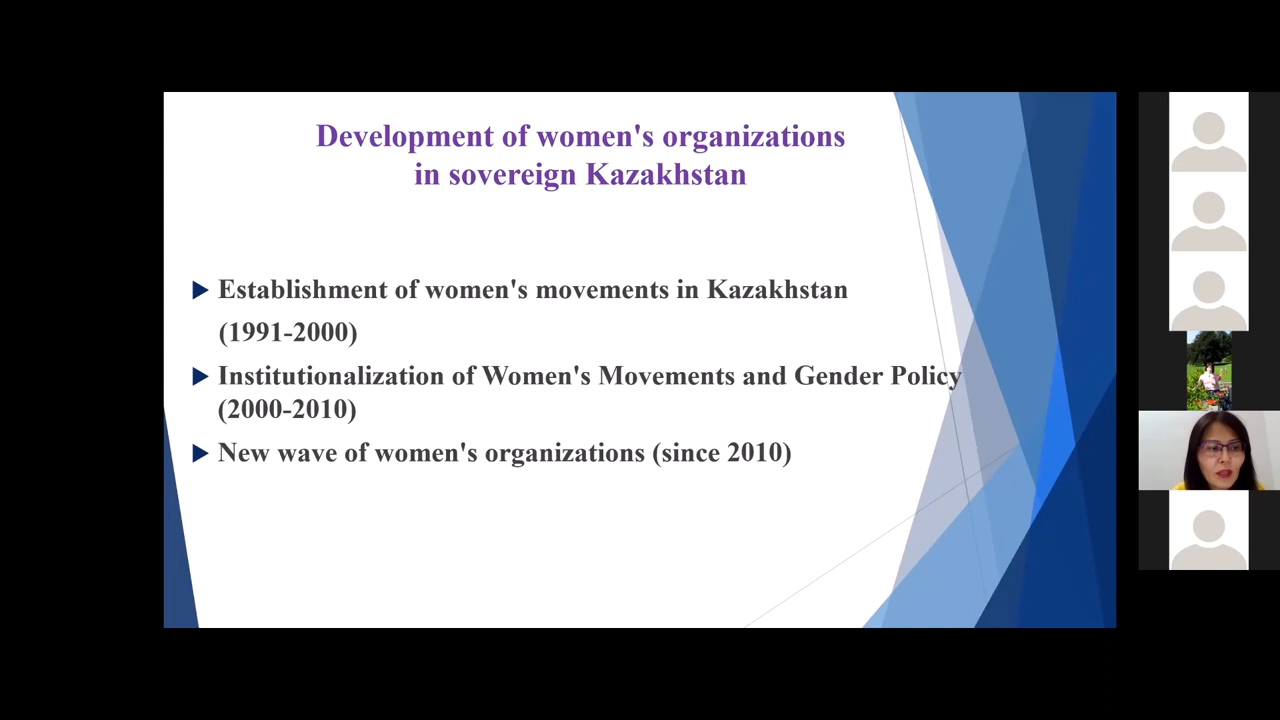 Development of women's organizations
in sovereign Kazakhstan
Establishment of women's movements in Kazakhstan
(1991-2000)
Institutionalization of Women's Movements and Gender Policy
(2000-2010)
New wave of women's organizations (since 2010)